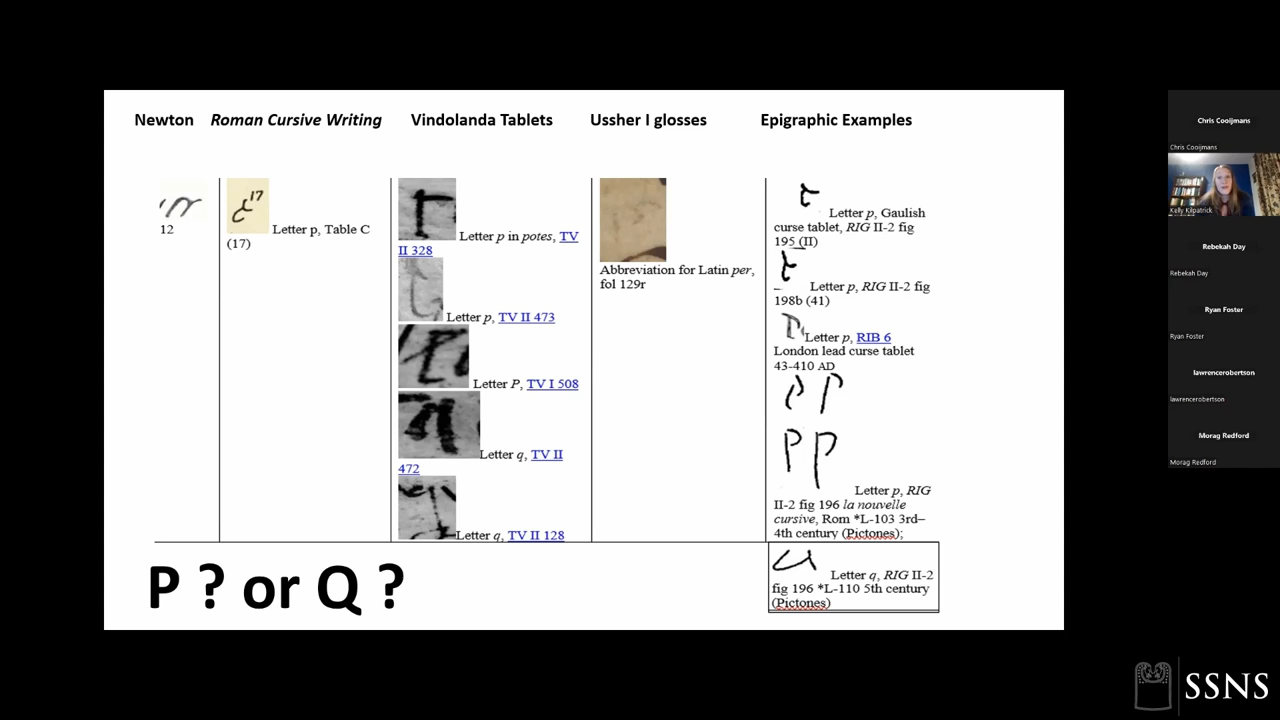 Newton Roman Cursive Writing Vindolanda Tablets Ussher I glosses Epigraphic Examples
12
17
Letter p, Table C
(17)
Letter p in potes, TV
II 328
Letter p, TV II 473
Letter P, TV I 508
Letter q, TV II
472
Letter q, TV II 128
Abbreviation for Latin per,
fol 129r
Letter p, Gaulish
curse tablet, RIG II-2 fig
195 (II)
Letter p, RIG II-2 fig
198b (41)
Letter p, RIB 6
London lead curse tablet
43-410 AD
Letter p, RIG
II-2 fig 196 la nouvelle
cursive, Rom *L-103 3rd–
4th century (Pictones);
Letter q, RIG II-2
fig 196 *L-110 5th century
(Pictones)
P ? or Q ?
Chris Cooijmans
Chris Cooijmans
Kelly Kilpatrick
Rebekah Day
Rebekah Day
Ryan Foster
Ryan Foster
lawrencerobertson
lawrencerobertson
Morag Redford
Morag Redford
SSNS